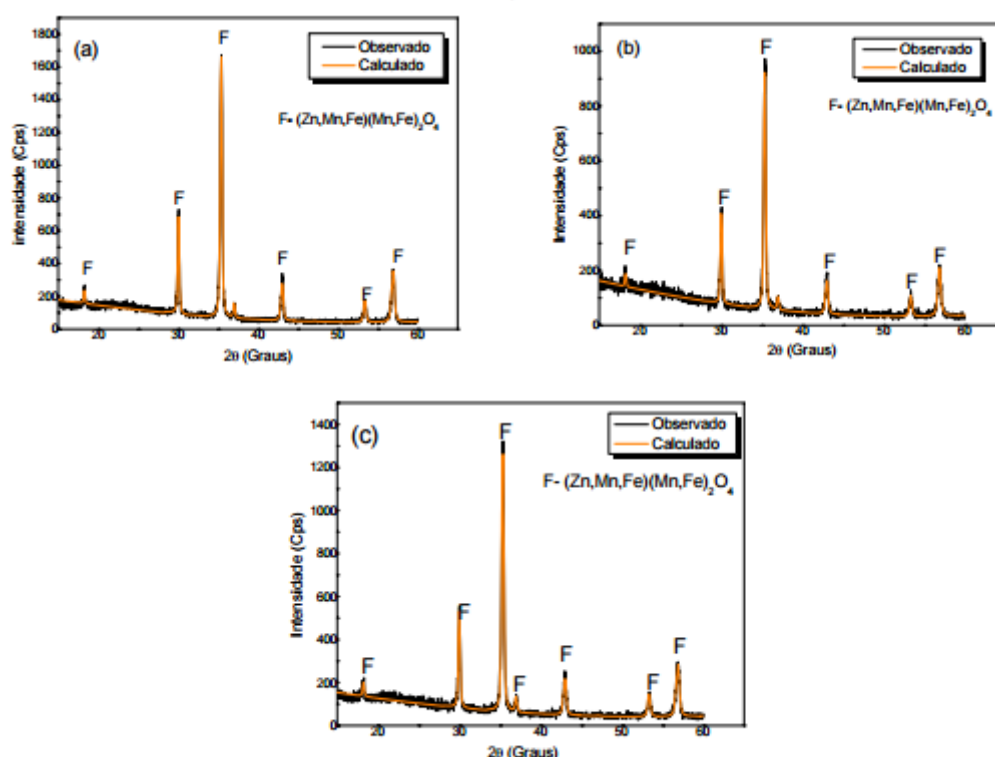 (a)
F
Observado
Calculado
F- (Zn,Mn,Fe)(Mn,Fe)₂O₄
intensidade (Cps)
1800
1600
1400
1200
1000
800
600
400
200
0
F
F
F
F
F
20
30
40
50
60
2θ (Graus)
(b)
F
Observado
Calculado
F- (Zn,Mn,Fe)(Mn,Fe)₂O₄
Intensidade (Cps)
1000
800
600
400
200
0
F
F
F
F
F
20
30
40
50
60
2θ (Graus)
(c)
F
Observado
Calculado
F- (Zn,Mn,Fe)(Mn,Fe)₂O₄
Intensidade (Cps)
1400
1200
1000
800
600
400
200
0
F
F
F
F
F
F
20
30
40
50
60
2θ (Graus)